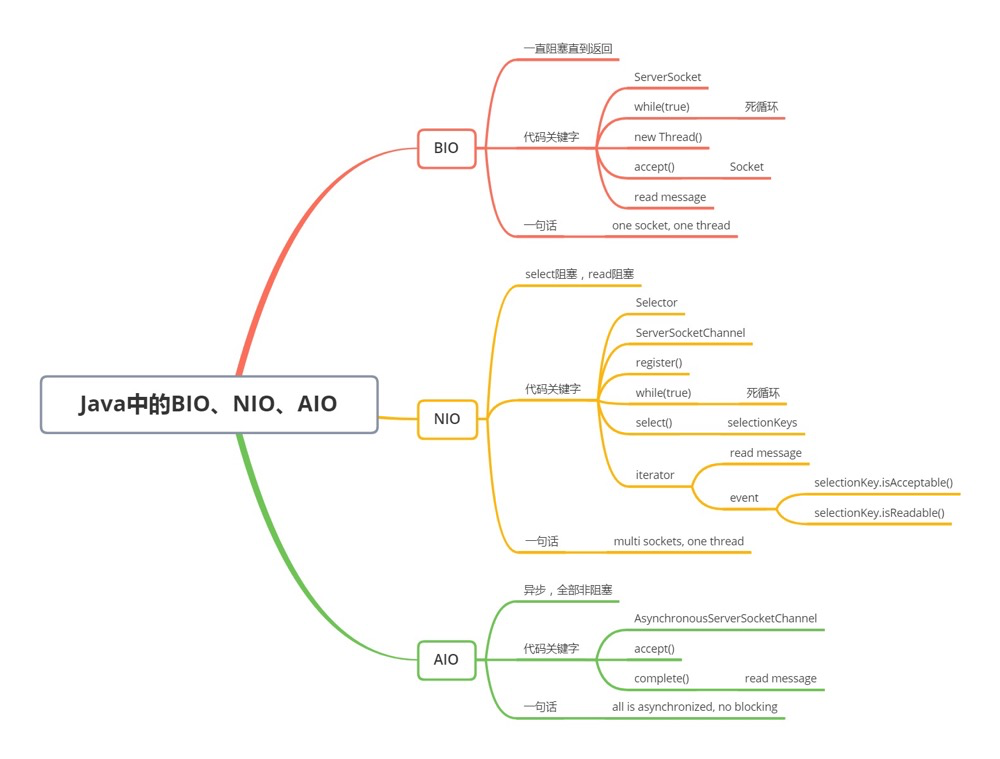 Java中的BIO、NIO、AIO
BIO
一直阻塞直到返回
代码关键字
ServerSocket
while(true) 死循环
new Thread()
accept() Socket
read message
一句话 one socket, one thread
NIO
select阻塞，read阻塞
代码关键字
Selector
ServerSocketChannel
register()
while(true) 死循环
select() selectionKeys
iterator
read message
event
selectionKey.isAcceptable()
selectionKey.isReadable()
一句话 multi sockets, one thread
AIO
异步，全部非阻塞
代码关键字
AsynchronousServerSocketChannel
accept()
complete() read message
一句话 all is asynchronized, no blocking